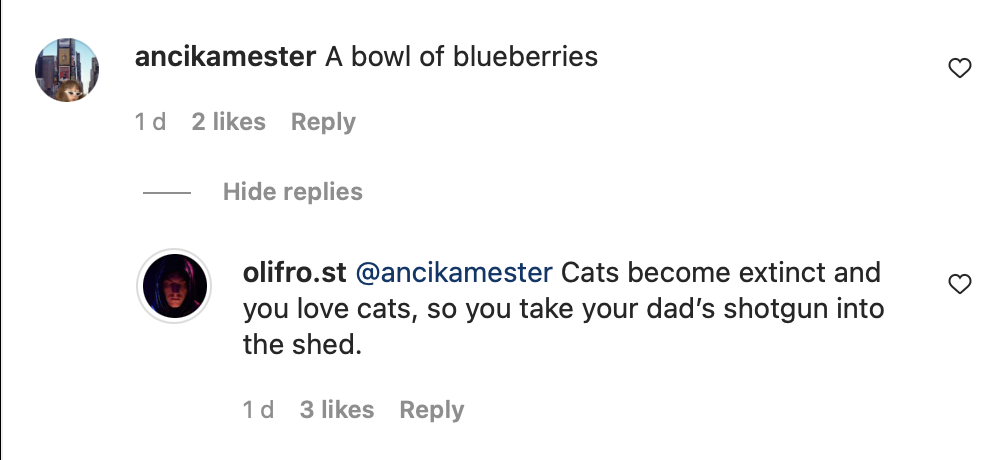 ancikamester A bowl of blueberries
1 d 2 likes Reply
Hide replies
olifro.st @ancikamester Cats become extinct and
you love cats, so you take your dad’s shotgun into
the shed.
1 d 3 likes Reply